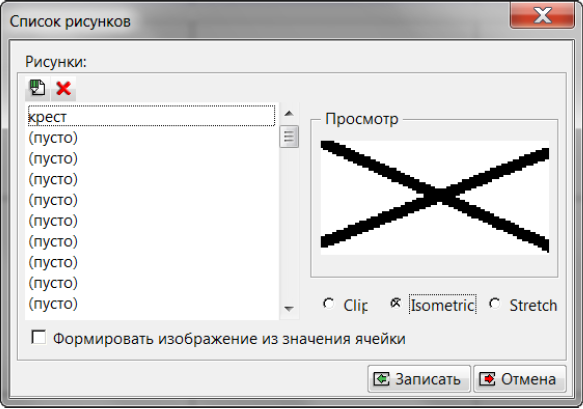 Список рисунков
Рисунки:
крест
(пусто)
(пусто)
(пусто)
(пусто)
(пусто)
(пусто)
(пусто)
(пусто)
(пусто)
Просмотр
Clip Isometric Stretch
Формировать изображение из значения ячейки
Записать Отмена